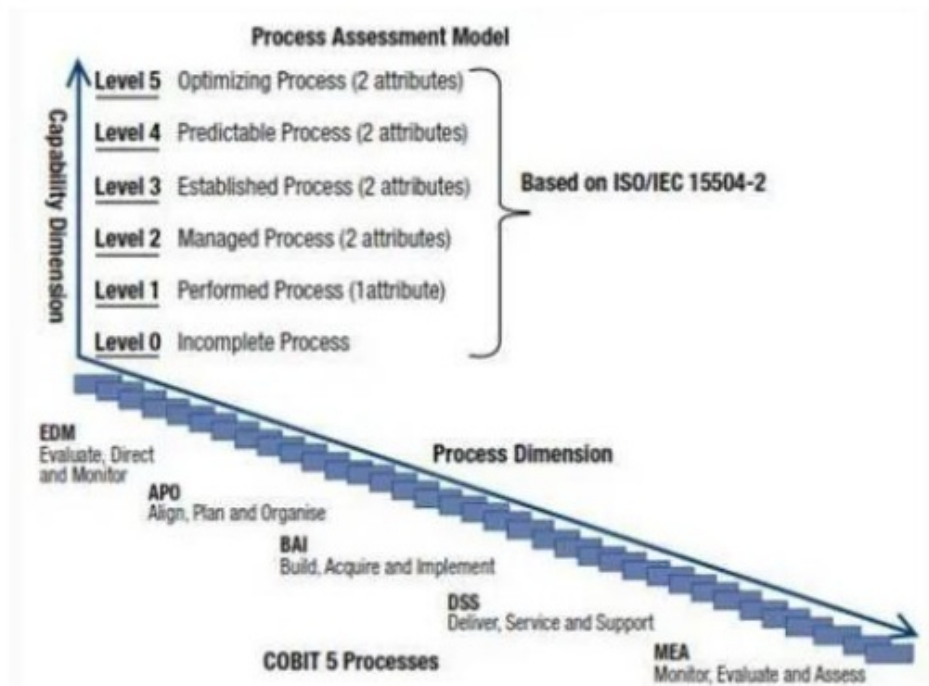 Process Assessment Model
Level 5 Optimizing Process (2 attributes)
Level 4 Predictable Process (2 attributes)
Level 3 Established Process (2 attributes)
Level 2 Managed Process (2 attributes)
Level 1 Performed Process (1attribute)
Level 0 Incomplete Process
Capability Dimension
Based on ISO/IEC 15504-2
Process Dimension
EDM
Evaluate, Direct
and Monitor
APO
Align, Plan and Organise
BAI
Build, Acquire and Implement
DSS
Deliver, Service and Support
MEA
Monitor, Evaluate and Assess
COBIT 5 Processes